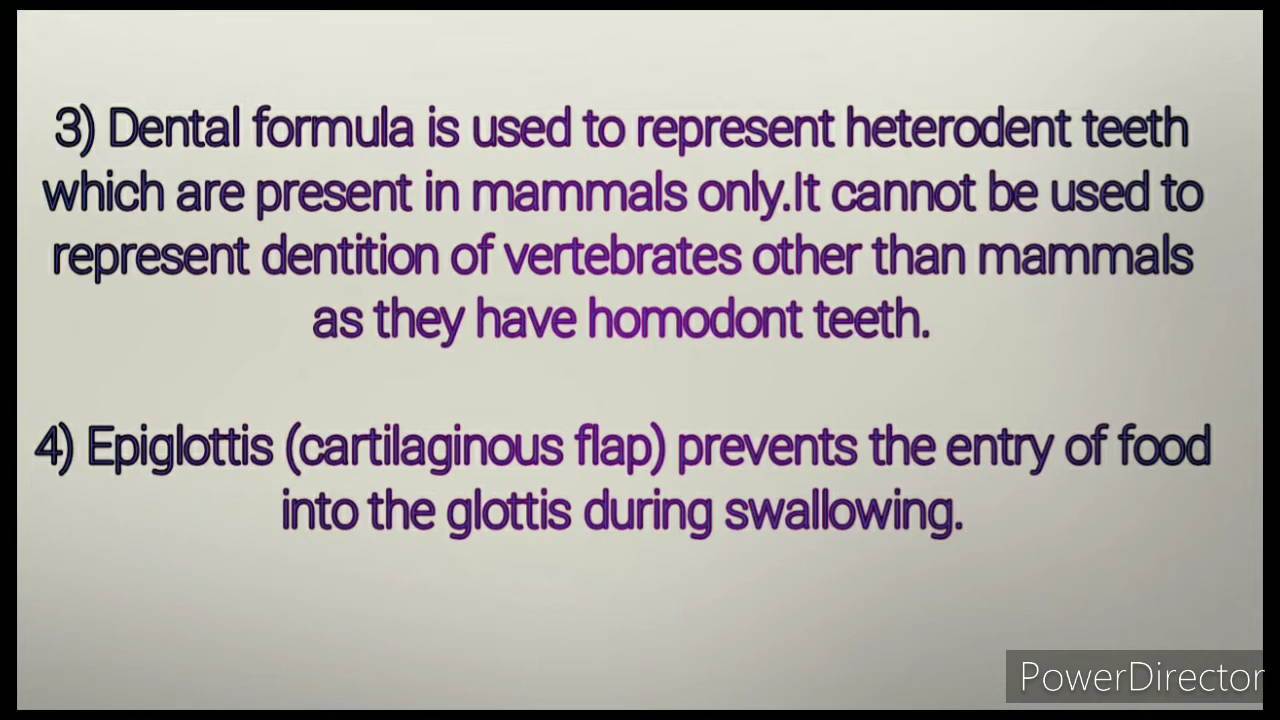 3) Dental formula is used to represent heterodent teeth
which are present in mammals only.It cannot be used to
represent dentition of vertebrates other than mammals
as they have homodont teeth.
4) Epiglottis (cartilaginous flap) prevents the entry of food
into the glottis during swallowing.
PowerDirector